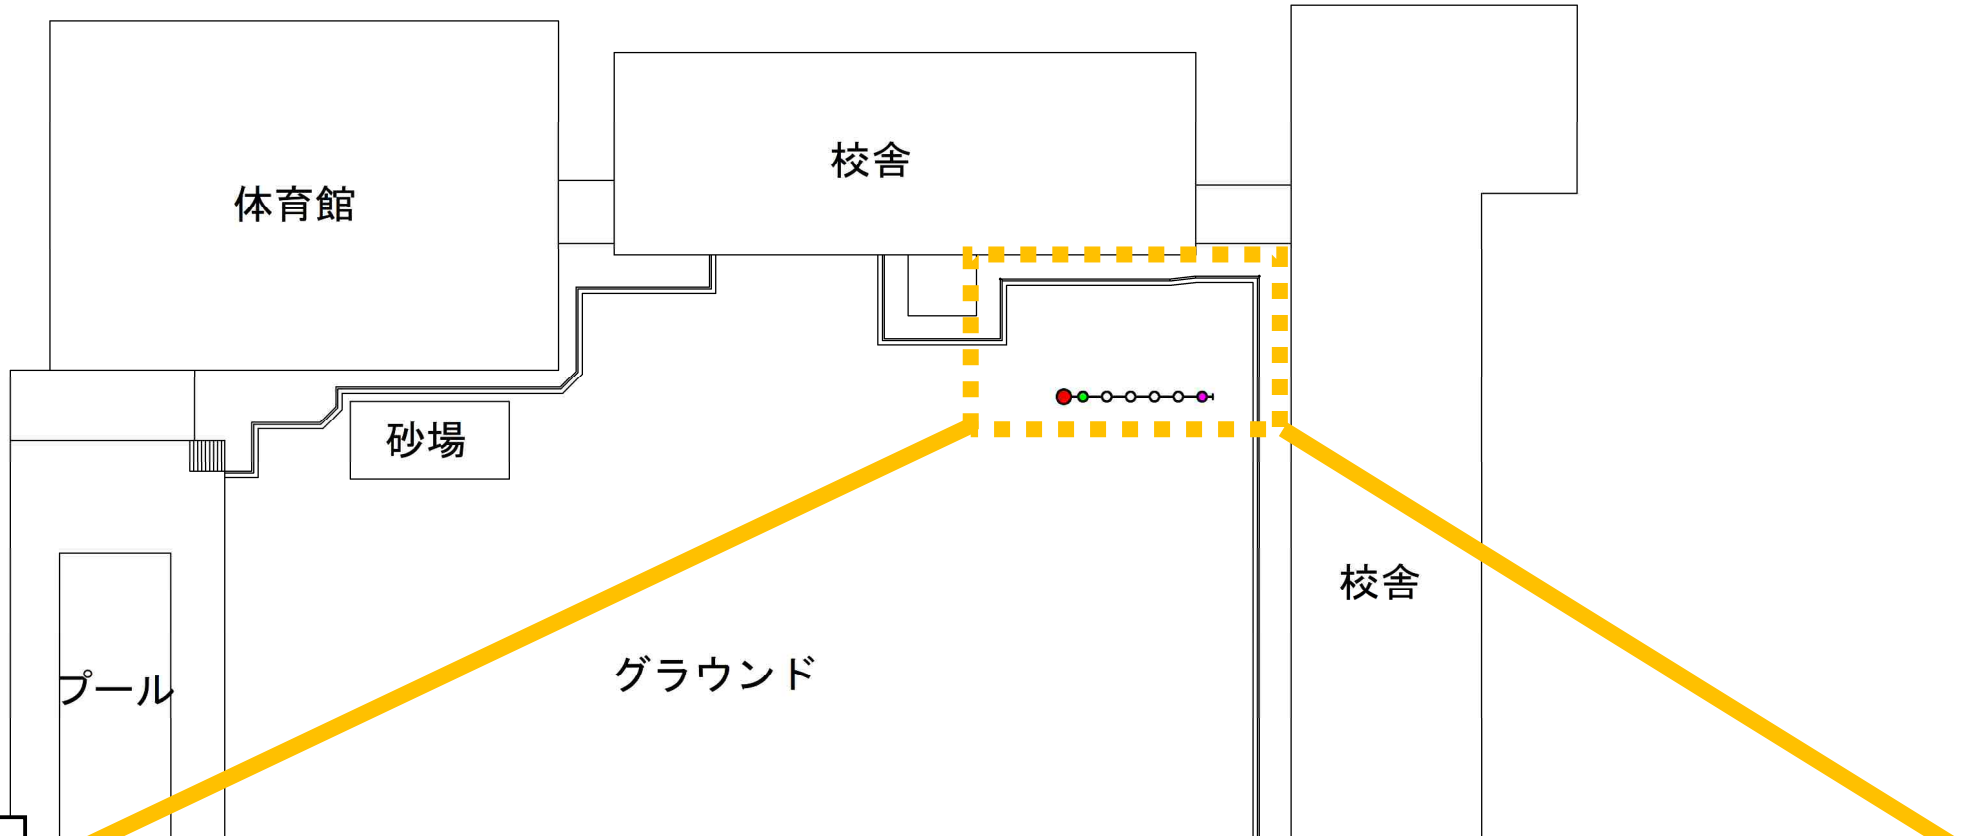 校舎
体育館
砂場
校舎
グラウンド
プール